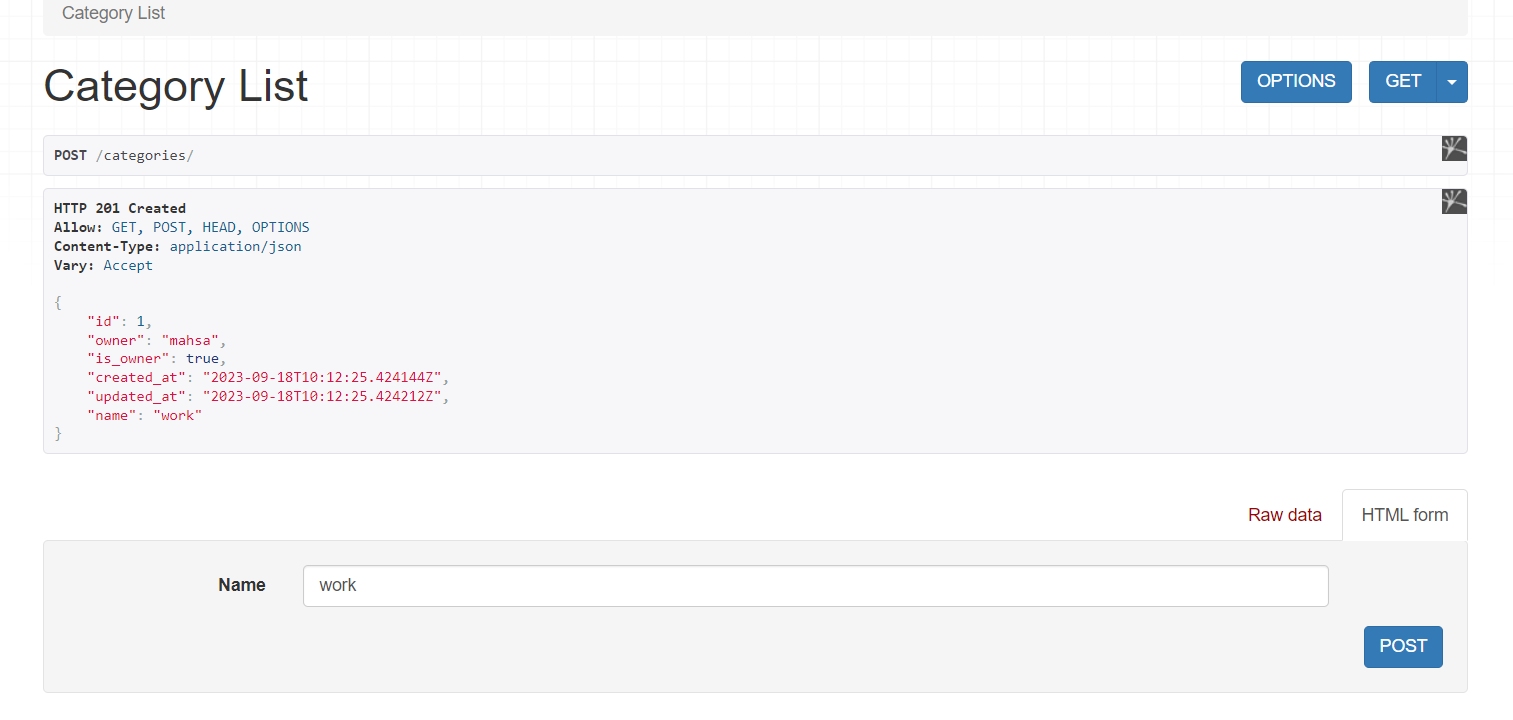 Category List
Category List
OPTIONS
GET
POST /categories/
HTTP 201 Created
Allow: GET, POST, HEAD, OPTIONS
Content-Type: application/json
Vary: Accept
{
    "id": 1,
    "owner": "mahsa",
    "is_owner": true,
    "created_at": "2023-09-18T10:12:25.424144Z",
    "updated_at": "2023-09-18T10:12:25.424212Z",
    "name": "work"
}
Raw data
HTML form
Name
work
POST